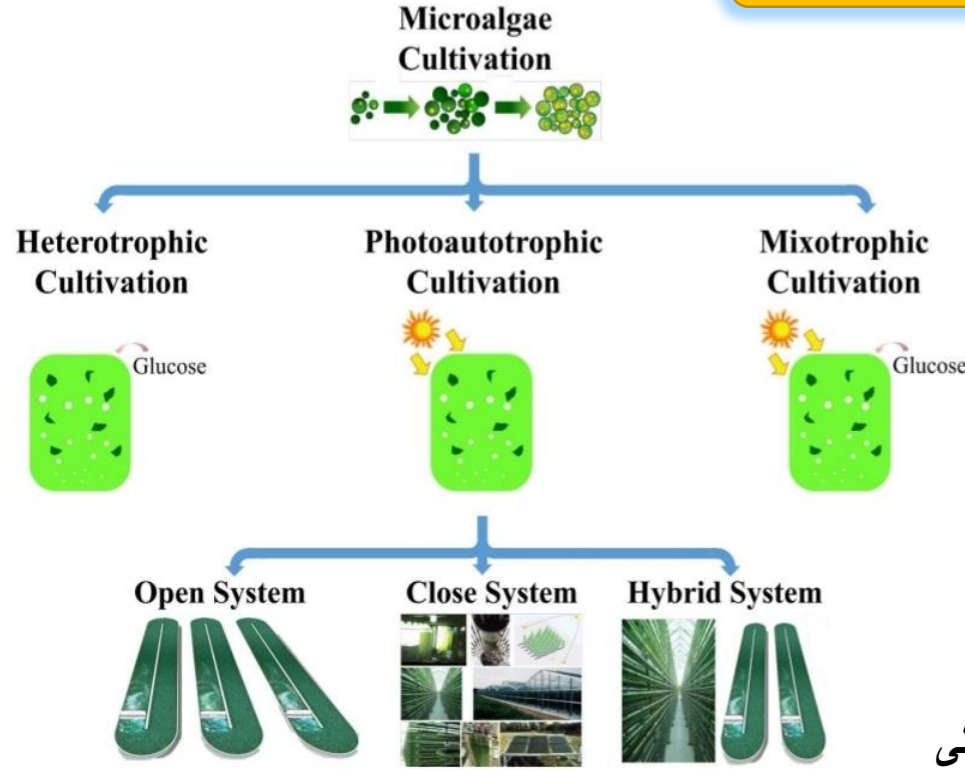 Microalgae
Cultivation
Heterotrophic
Cultivation
Photoautotrophic
Cultivation
Mixotrophic
Cultivation
Glucose
Glucose
Open System
Close System
Hybrid System